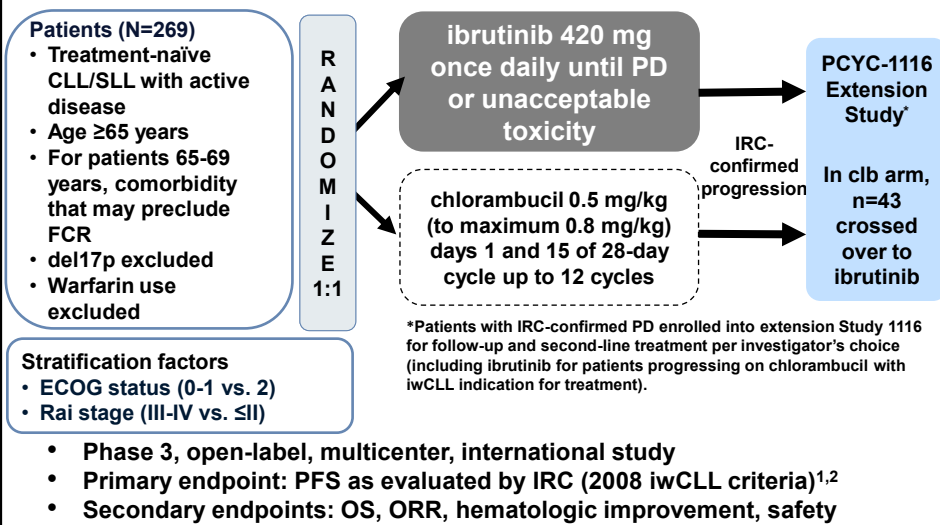 Patients (N=269)
• Treatment-naïve
CLL/SLL with active
disease
• Age ≥65 years
• For patients 65-69
years, comorbidity
that may preclude
FCR
• del17p excluded
• Warfarin use
excluded
Stratification factors
• ECOG status (0-1 vs. 2)
• Rai stage (III-IV vs. ≤II)
R
A
N
D
O
M
I
Z
E
1:1
ibrutinib 420 mg
once daily until PD
or unacceptable
toxicity
chlorambucil 0.5 mg/kg
(to maximum 0.8 mg/kg)
days 1 and 15 of 28-day
cycle up to 12 cycles
IRC-
confirmed
progression
PCYC-1116
Extension
Study*
In clb arm,
n=43
crossed
over to
ibrutinib
*Patients with IRC-confirmed PD enrolled into extension Study 1116
for follow-up and second-line treatment per investigator's choice
(including ibrutinib for patients progressing on chlorambucil with
iwCLL indication for treatment).
• Phase 3, open-label, multicenter, international study
• Primary endpoint: PFS as evaluated by IRC (2008 iwCLL criteria)1,2
• Secondary endpoints: OS, ORR, hematologic improvement, safety